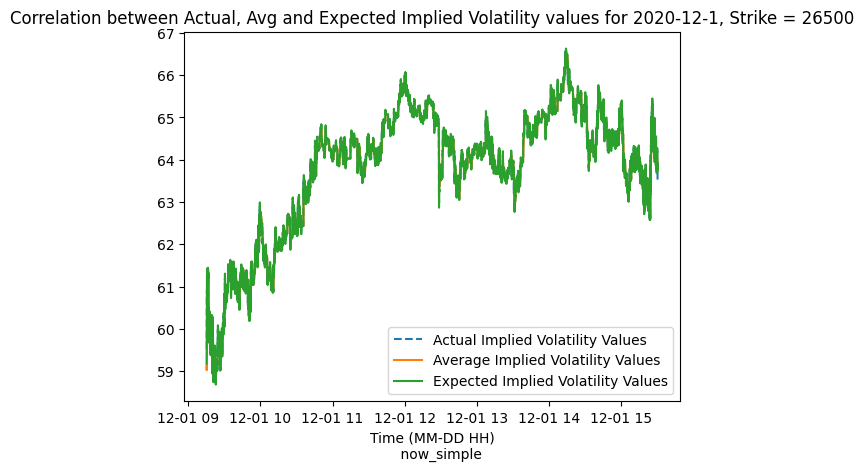 Correlation between Actual, Avg and Expected Implied Volatility values for 2020-12-1, Strike = 26500
67
66
65
64
63
62
61
60
59
Actual Implied Volatility Values
Average Implied Volatility Values
Expected Implied Volatility Values
12-01 09 12-01 10 12-01 11 12-01 12 12-01 13 12-01 14 12-01 15
Time (MM-DD HH)
now_simple